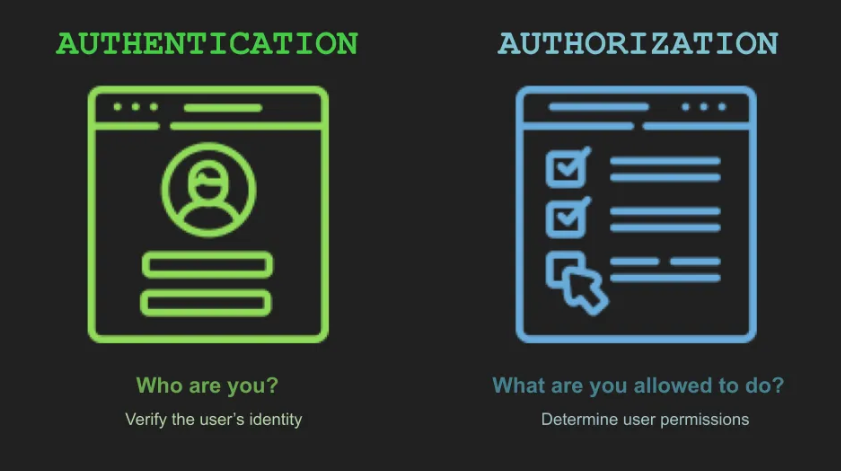 AUTHENTICATION
Who are you?
Verify the user’s identity
AUTHORIZATION
What are you allowed to do?
Determine user permissions